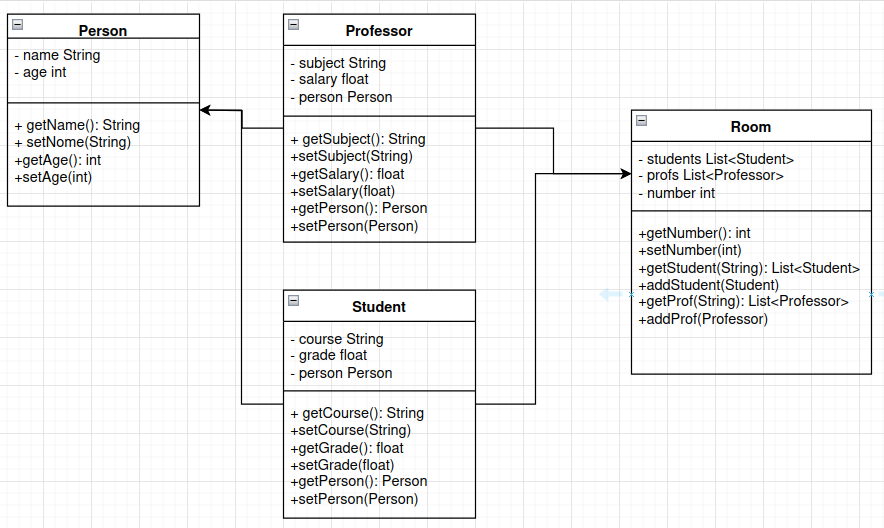 Person
- name String
- age int
+ getName(): String
+ setNome(String)
+getAge(): int
+setAge(int)
Professor
- subject String
- salary float
- person Person
+ getSubject(): String
+setSubject(String)
+getSalary(): float
+setSalary(float)
+getPerson(): Person
+setPerson(Person)
Student
- course String
- grade float
- person Person
+ getCourse(): String
+setCourse(String)
+getGrade(): float
+setGrade(float)
+getPerson(): Person
+setPerson(Person)
Room
- students List<Student>
- profs List<Professor>
- number int
+getNumber(): int
+setNumber(int)
+getStudent(String): List<Student>
+addStudent(Student)
+getProf(String): List<Professor>
+addProf(Professor)